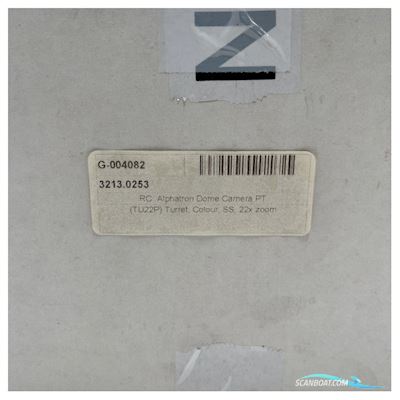 N
G-004082
3213.0253
RC: Alphatron Dome Camera PT
(TU22P) Turret, Colour, SS, 22x zoom
SCANBOAT.COM